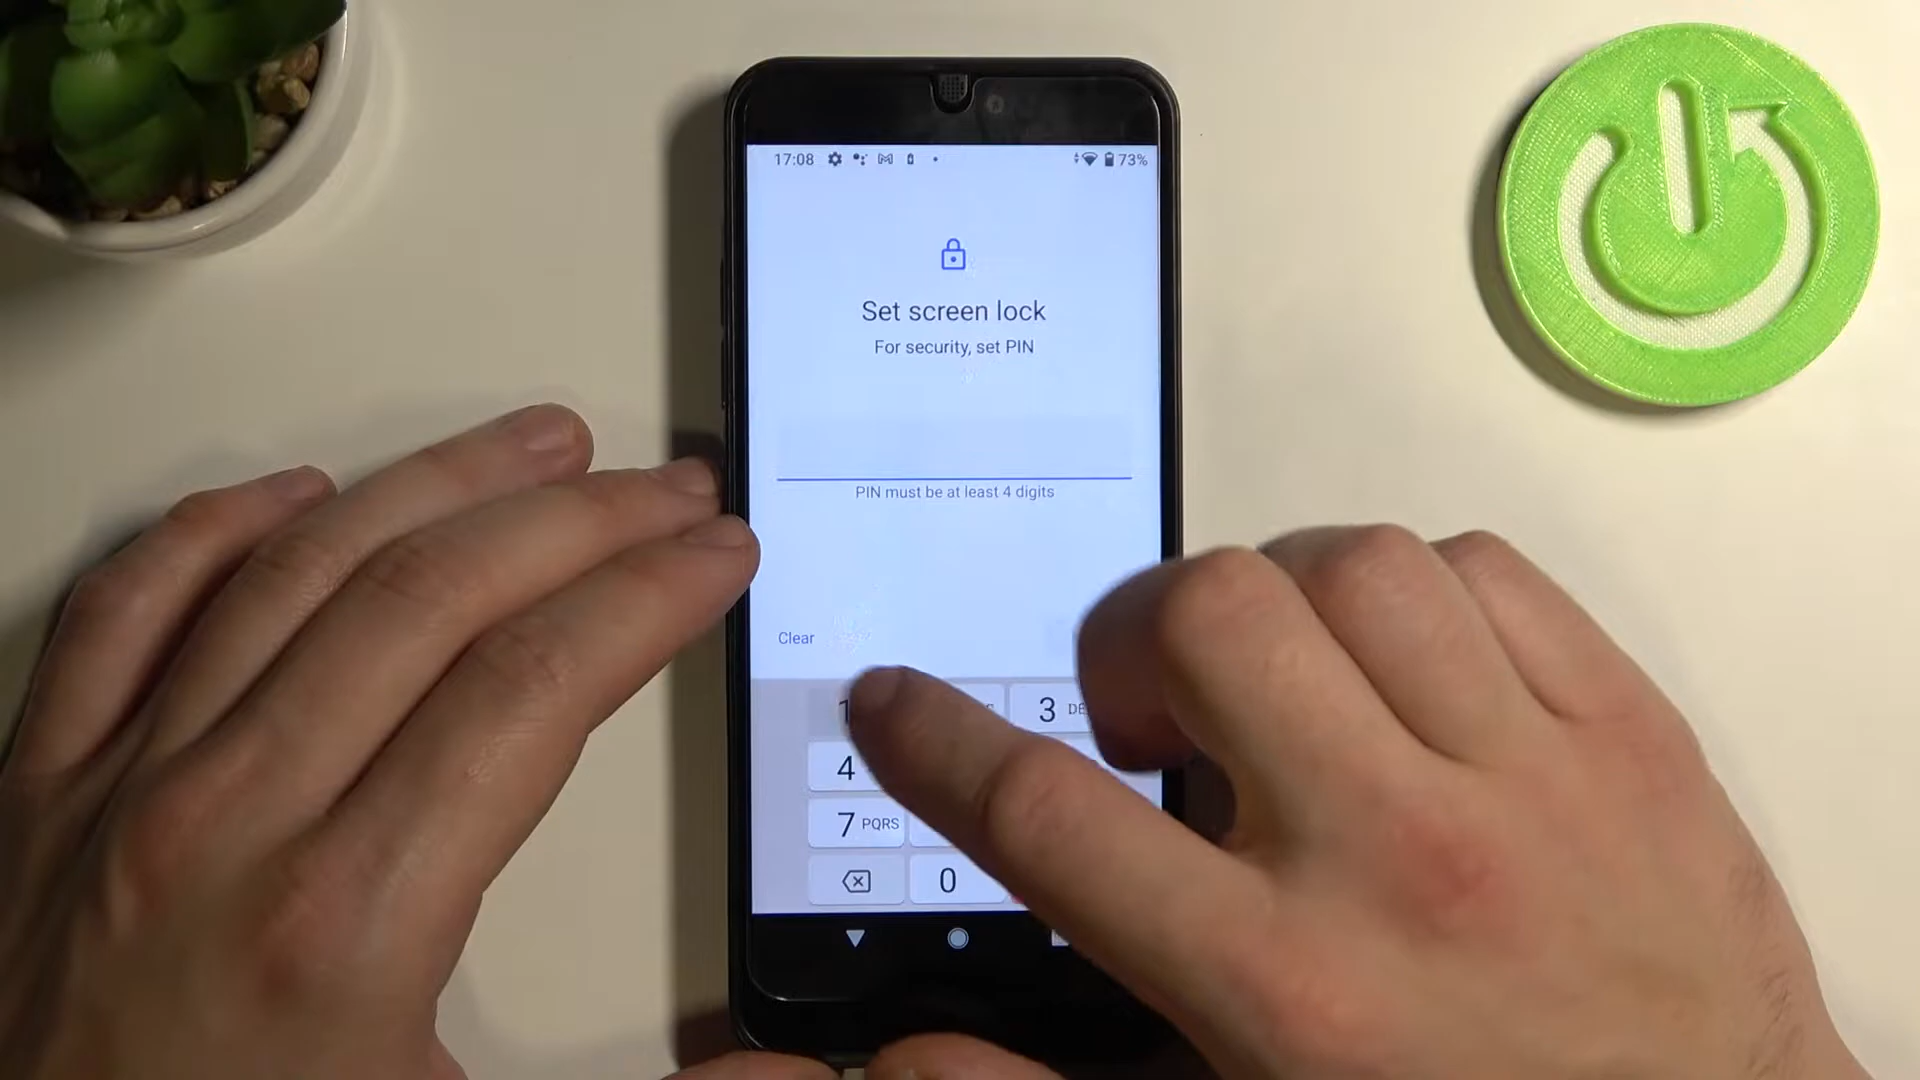 17:08 73%
Set screen lock
For security, set PIN
PIN must be at least 4 digits
Clear
1 3
4
7 PQRS
0